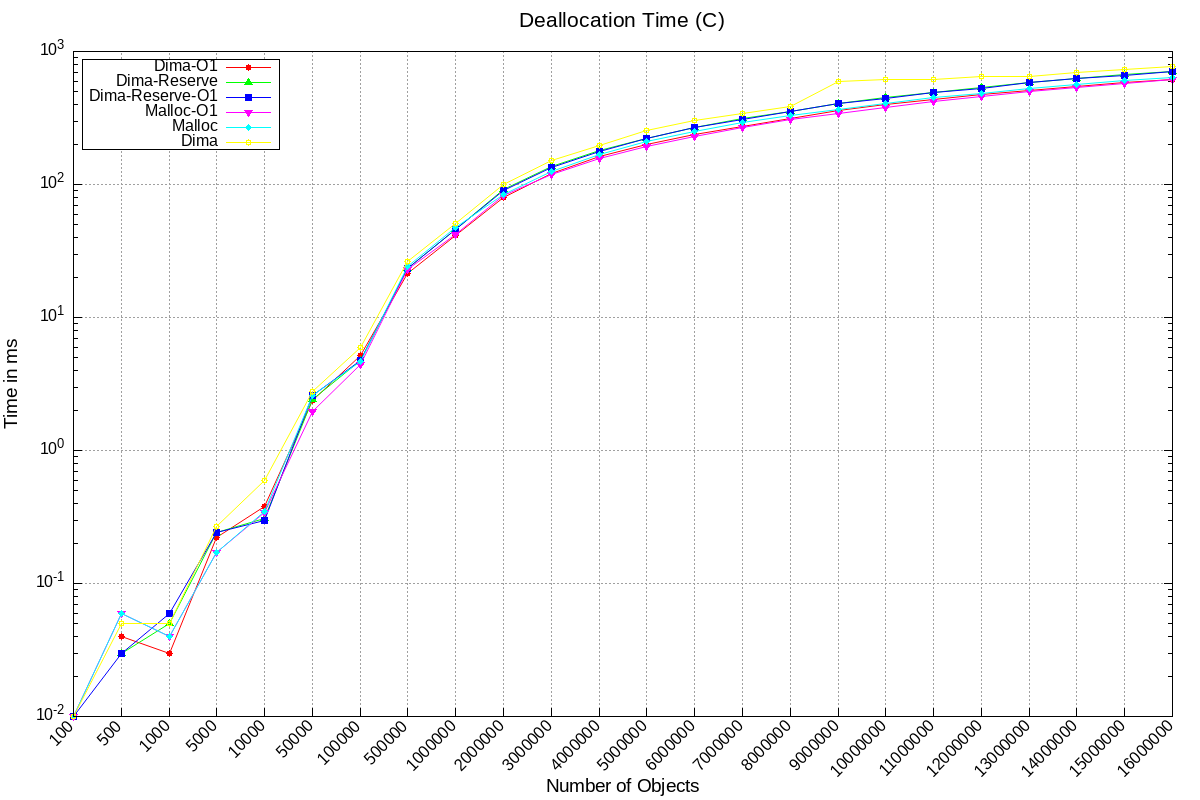 Deallocation Time (C)
10^3
Dima-O1
Dima-Reserve
Dima-Reserve-O1
Malloc-O1
Malloc
Dima
10^2
10^1
10^0
10^-1
10^-2
Time in ms
100 500 1000 5000 10000 50000 100000 500000 1000000 2000000 3000000 4000000 5000000 6000000 7000000 8000000 9000000 10000000 11000000 12000000 13000000 14000000 15000000 16000000
Number of Objects